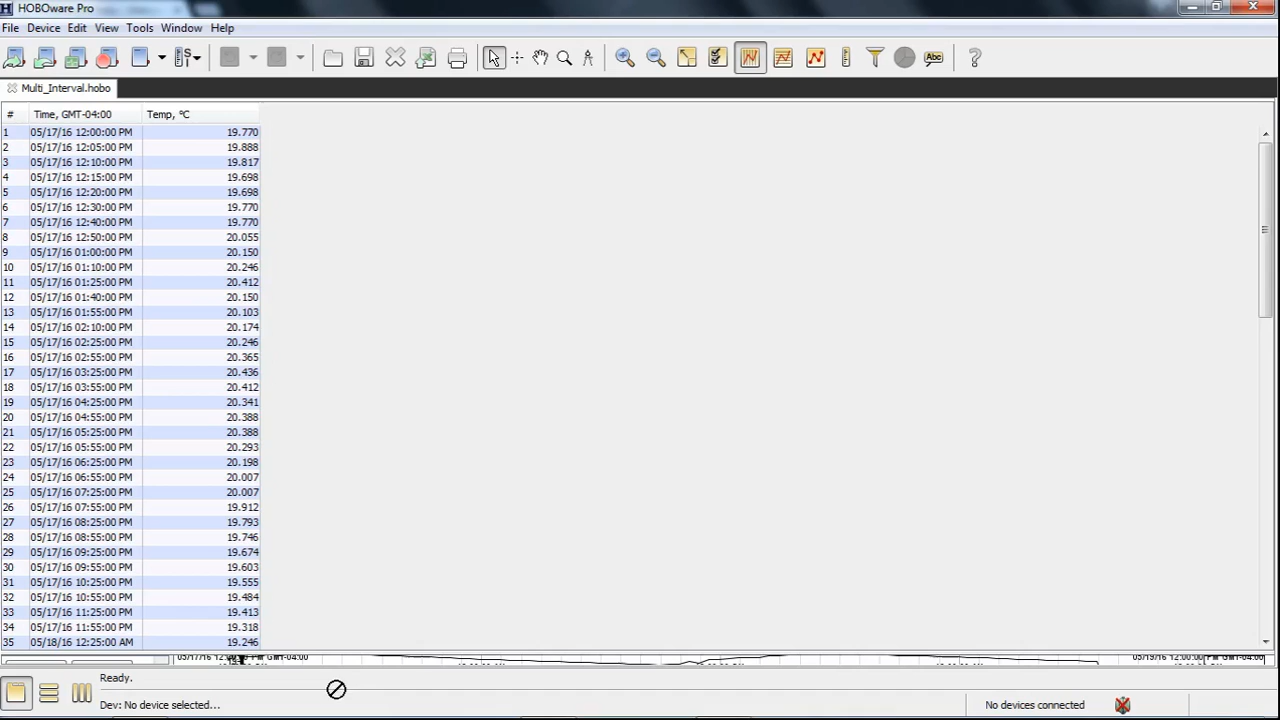 HOBOware Pro
File Device Edit View Tools Window Help
Abc
Multi_Interval.hobo
# Time, GMT-04:00 Temp, °C
1 05/17/16 12:00:00 PM 19.770
2 05/17/16 12:05:00 PM 19.888
3 05/17/16 12:10:00 PM 19.817
4 05/17/16 12:15:00 PM 19.698
5 05/17/16 12:20:00 PM 19.698
6 05/17/16 12:30:00 PM 19.770
7 05/17/16 12:40:00 PM 19.770
8 05/17/16 12:50:00 PM 20.055
9 05/17/16 01:00:00 PM 20.150
10 05/17/16 01:10:00 PM 20.246
11 05/17/16 01:25:00 PM 20.412
12 05/17/16 01:40:00 PM 20.150
13 05/17/16 01:55:00 PM 20.103
14 05/17/16 02:10:00 PM 20.174
15 05/17/16 02:25:00 PM 20.246
16 05/17/16 02:55:00 PM 20.365
17 05/17/16 03:25:00 PM 20.436
18 05/17/16 03:55:00 PM 20.412
19 05/17/16 04:25:00 PM 20.341
20 05/17/16 04:55:00 PM 20.388
21 05/17/16 05:25:00 PM 20.388
22 05/17/16 05:55:00 PM 20.293
23 05/17/16 06:25:00 PM 20.198
24 05/17/16 06:55:00 PM 20.007
25 05/17/16 07:25:00 PM 20.007
26 05/17/16 07:55:00 PM 19.912
27 05/17/16 08:25:00 PM 19.793
28 05/17/16 08:55:00 PM 19.746
29 05/17/16 09:25:00 PM 19.674
30 05/17/16 09:55:00 PM 19.603
31 05/17/16 10:25:00 PM 19.555
32 05/17/16 10:55:00 PM 19.484
33 05/17/16 11:25:00 PM 19.413
34 05/17/16 11:55:00 PM 19.318
35 05/18/16 12:25:00 AM 19.246
Ready.
Dev: No device selected... No devices connected